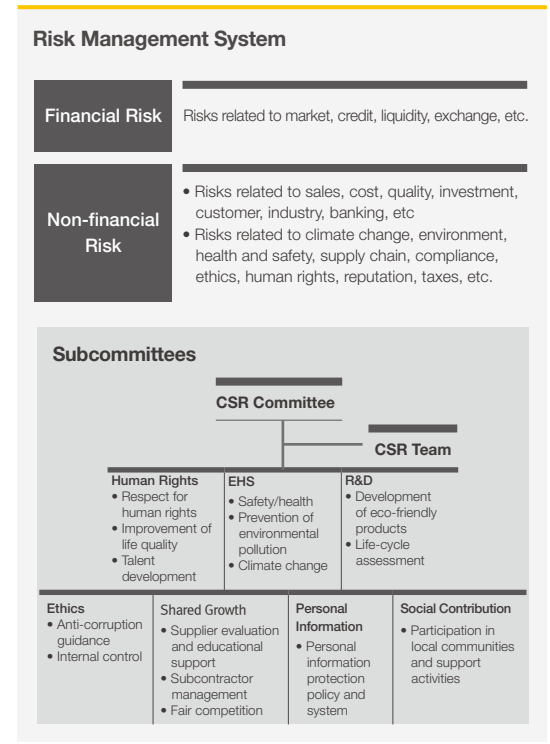 Risk Management System
Financial Risk
Risks related to market, credit, liquidity, exchange, etc.
Non-financial
Risk
• Risks related to sales, cost, quality, investment,
customer, industry, banking, etc
• Risks related to climate change, environment,
health and safety, supply chain, compliance,
ethics, human rights, reputation, taxes, etc.
Subcommittees
CSR Committee
CSR Team
Human Rights
• Respect for
human rights
• Improvement of
life quality
• Talent
development
EHS
• Safety/health
• Prevention of
environmental
pollution
• Climate change
R&D
• Development
of eco-friendly
products
• Life-cycle
assessment
Ethics
• Anti-corruption
guidance
• Internal control
Shared Growth
• Supplier evaluation
and educational
support
• Subcontractor
management
• Fair competition
Personal
Information
• Personal
information
protection
policy and
system
Social Contribution
• Participation in
local communities
and support
activities